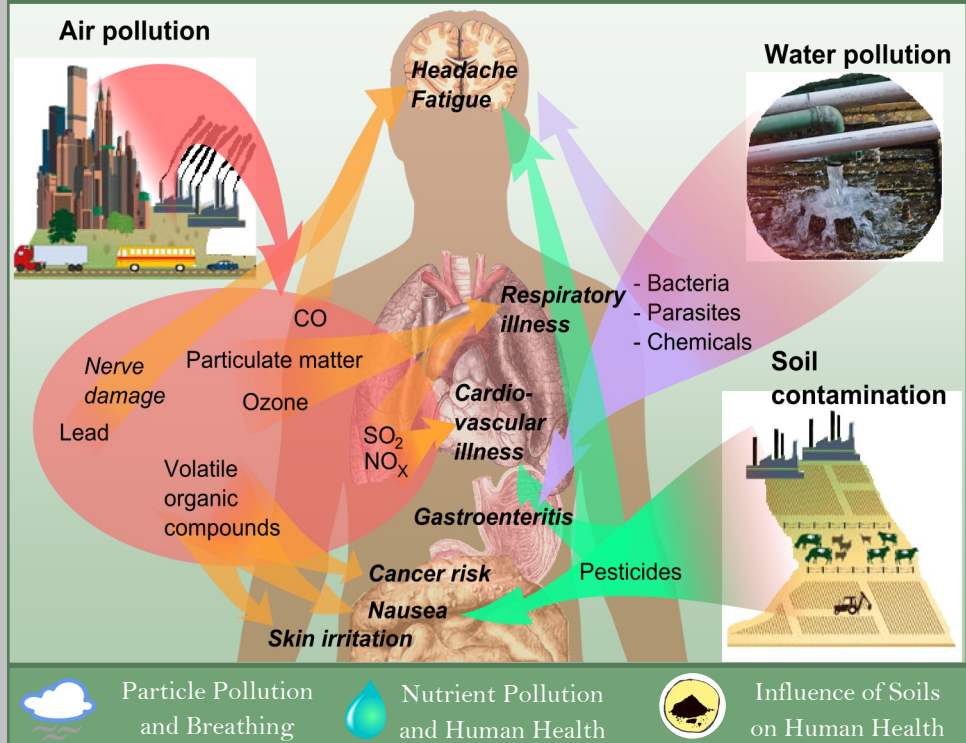 Air pollution
Headache
Fatigue
Water pollution
Respiratory
illness
- Bacteria
- Parasites
- Chemicals
CO
Nerve
damage
Particulate matter
Ozone
Lead
Cardio-
vascular
illness
SO₂
NOₓ
Soil
contamination
Volatile
organic
compounds
Gastroenteritis
Cancer risk
Pesticides
Nausea
Skin irritation
Particle Pollution
and Breathing
Nutrient Pollution
and Human Health
Influence of Soils
on Human Health